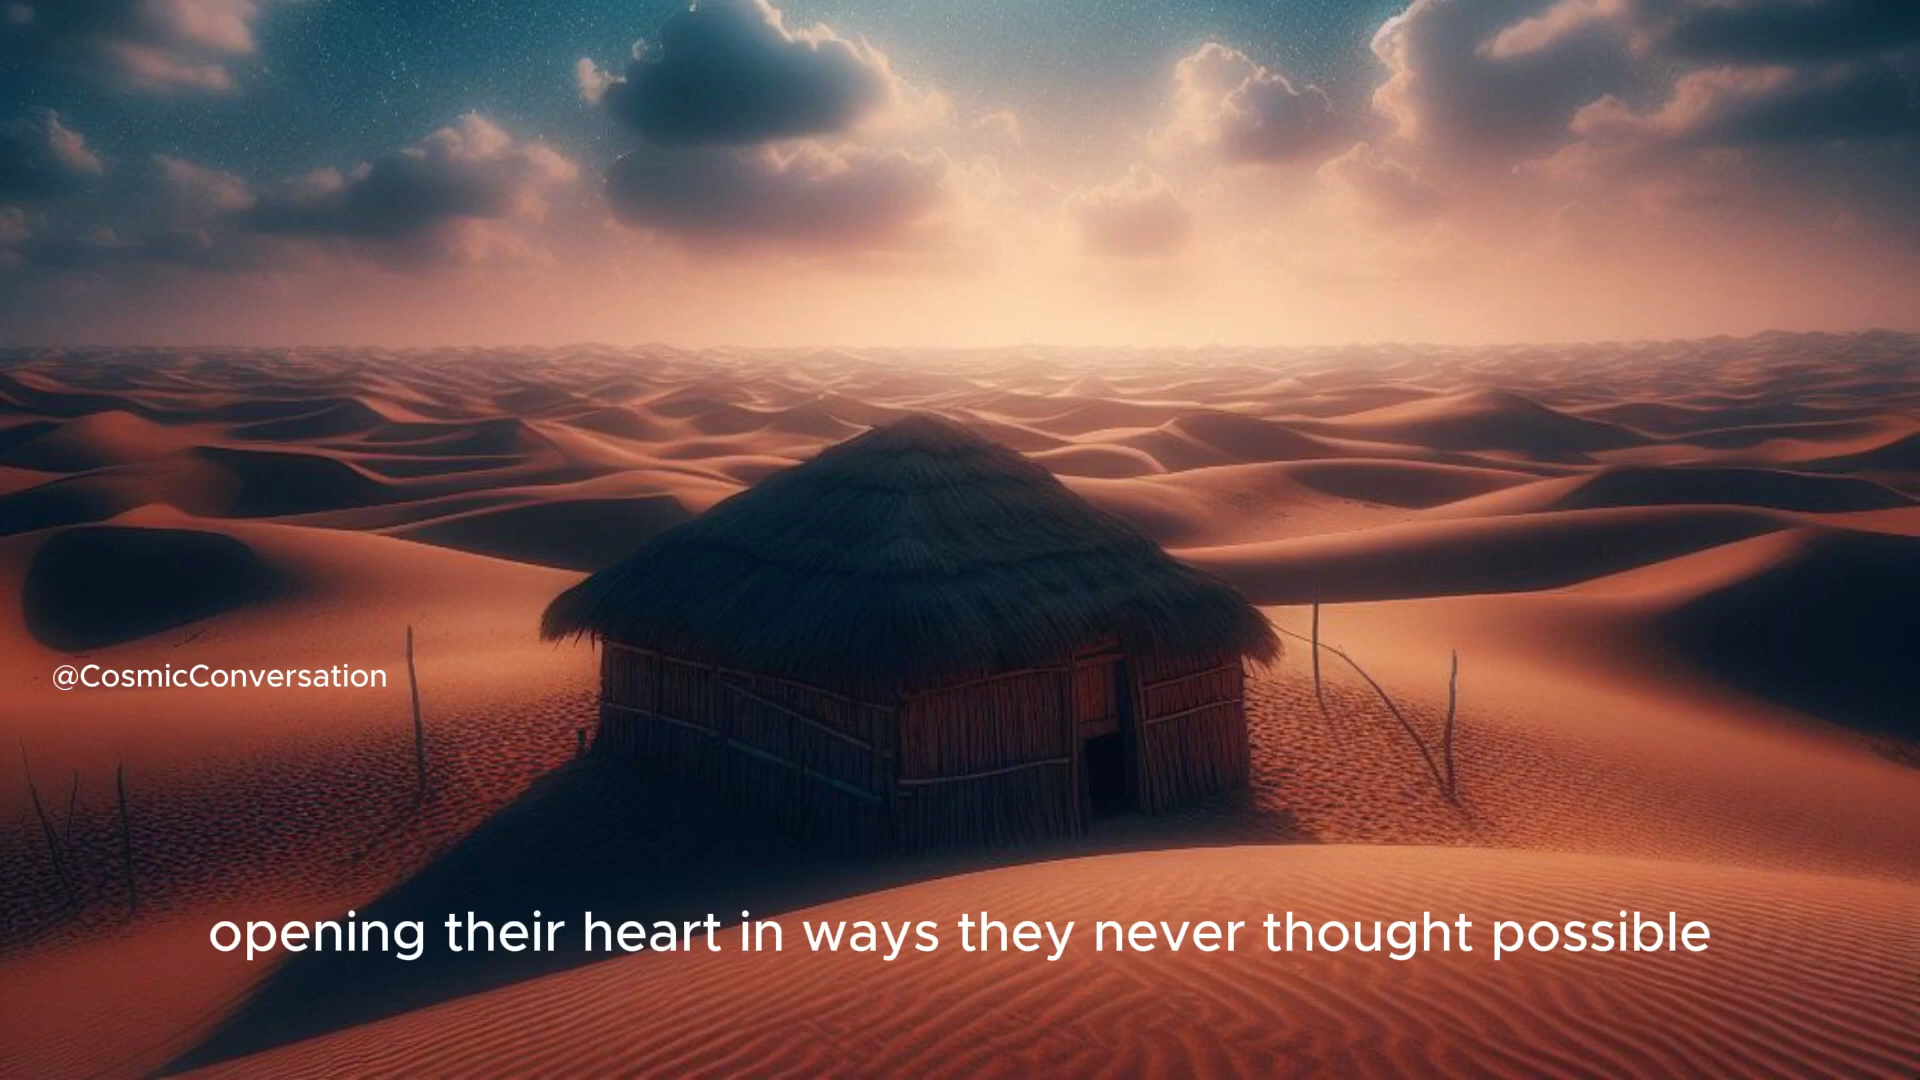 @CosmicConversation
opening their heart in ways they never thought possible